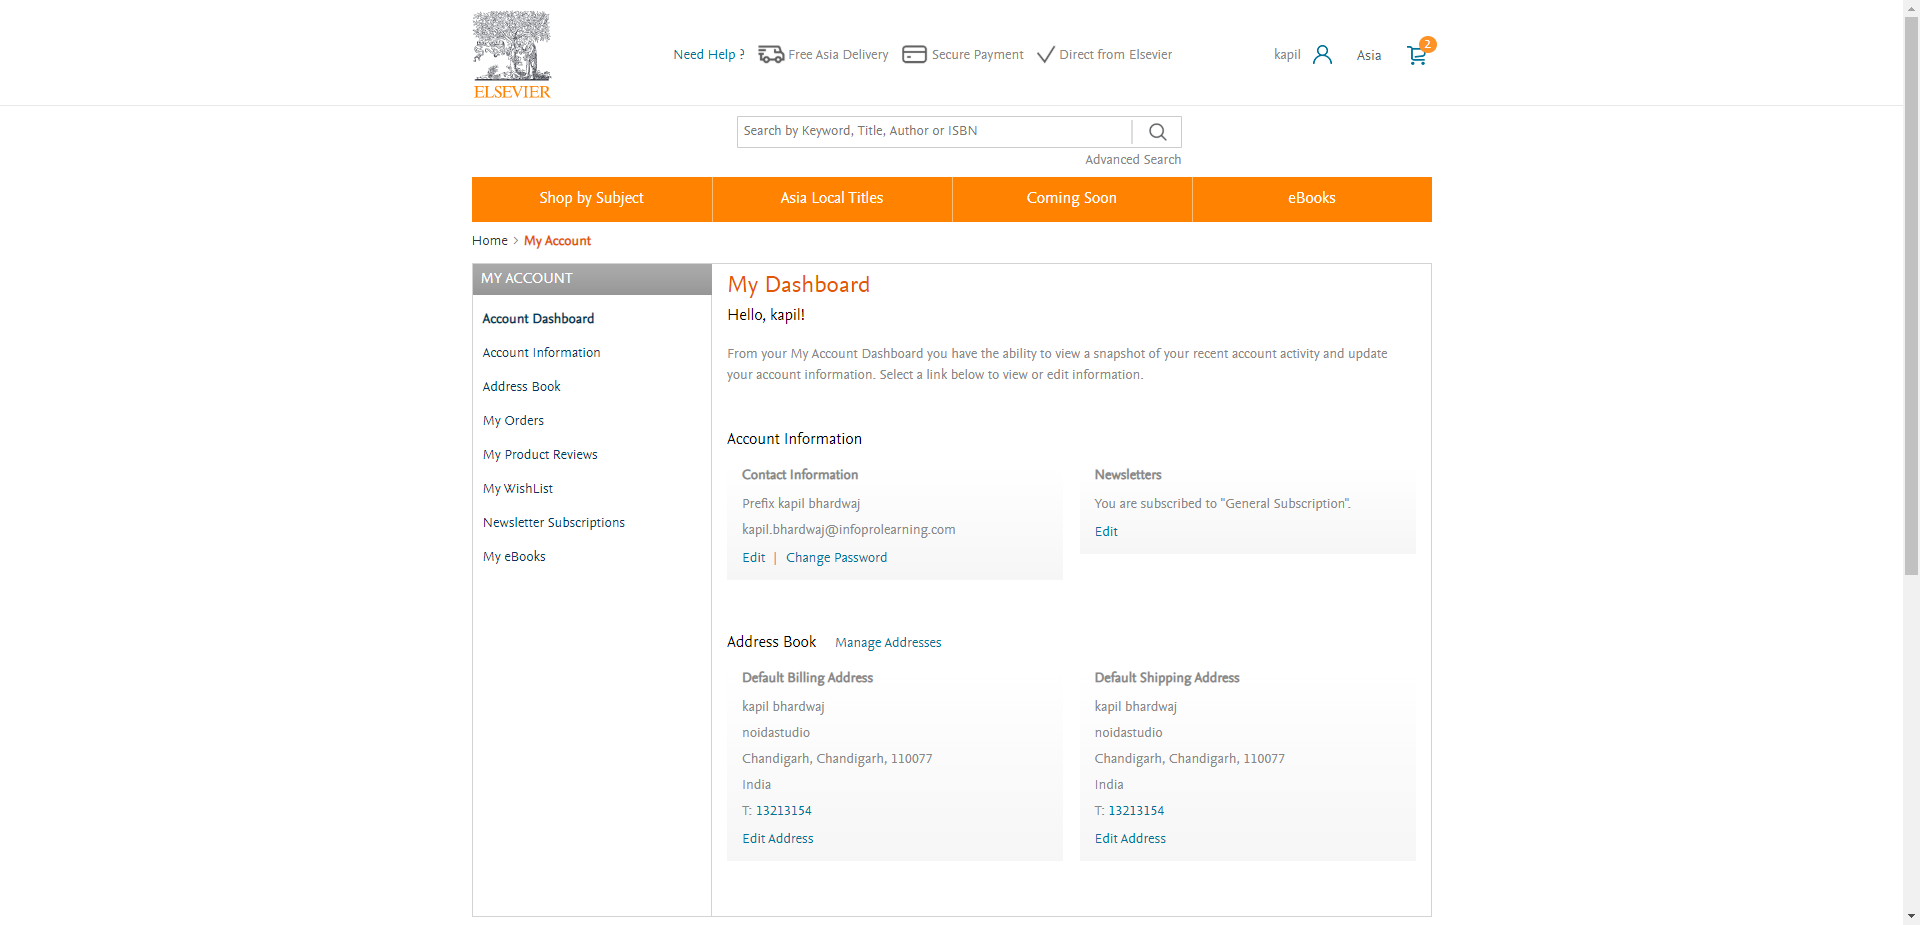 ELSEVIER
Need Help ? Free Asia Delivery Secure Payment Direct from Elsevier kapil Asia 2
Search by Keyword, Title, Author or ISBN
Advanced Search
Shop by Subject Asia Local Titles Coming Soon eBooks
Home > My Account
MY ACCOUNT
Account Dashboard
Account Information
Address Book
My Orders
My Product Reviews
My WishList
Newsletter Subscriptions
My eBooks
My Dashboard
Hello, kapil!
From your My Account Dashboard you have the ability to view a snapshot of your recent account activity and update
your account information. Select a link below to view or edit information.
Account Information
Contact Information
Prefix kapil bhardwaj
kapil.bhardwaj@infoprolearning.com
Edit | Change Password
Newsletters
You are subscribed to "General Subscription".
Edit
Address Book Manage Addresses
Default Billing Address
kapil bhardwaj
noidastudio
Chandigarh, Chandigarh, 110077
India
T: 13213154
Edit Address
Default Shipping Address
kapil bhardwaj
noidastudio
Chandigarh, Chandigarh, 110077
India
T: 13213154
Edit Address